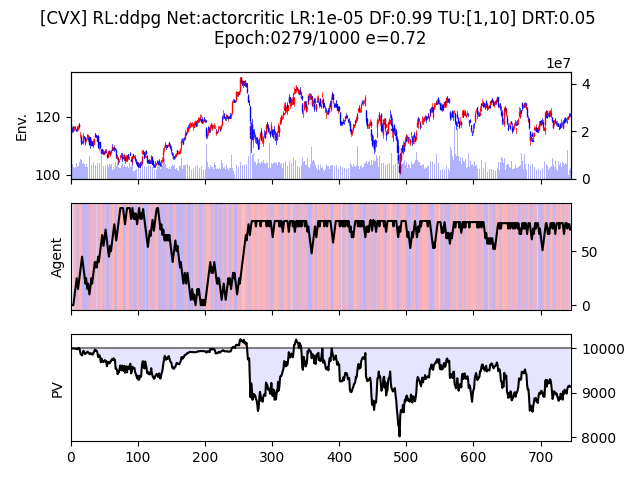 [CVX] RL:ddpg Net:actorcritic LR:1e-05 DF:0.99 TU:[1,10] DRT:0.05
Epoch:0279/1000 e=0.72
1e7
Env.
120
100
4
2
0
Agent
50
0
PV
10000
9000
8000
0 100 200 300 400 500 600 700